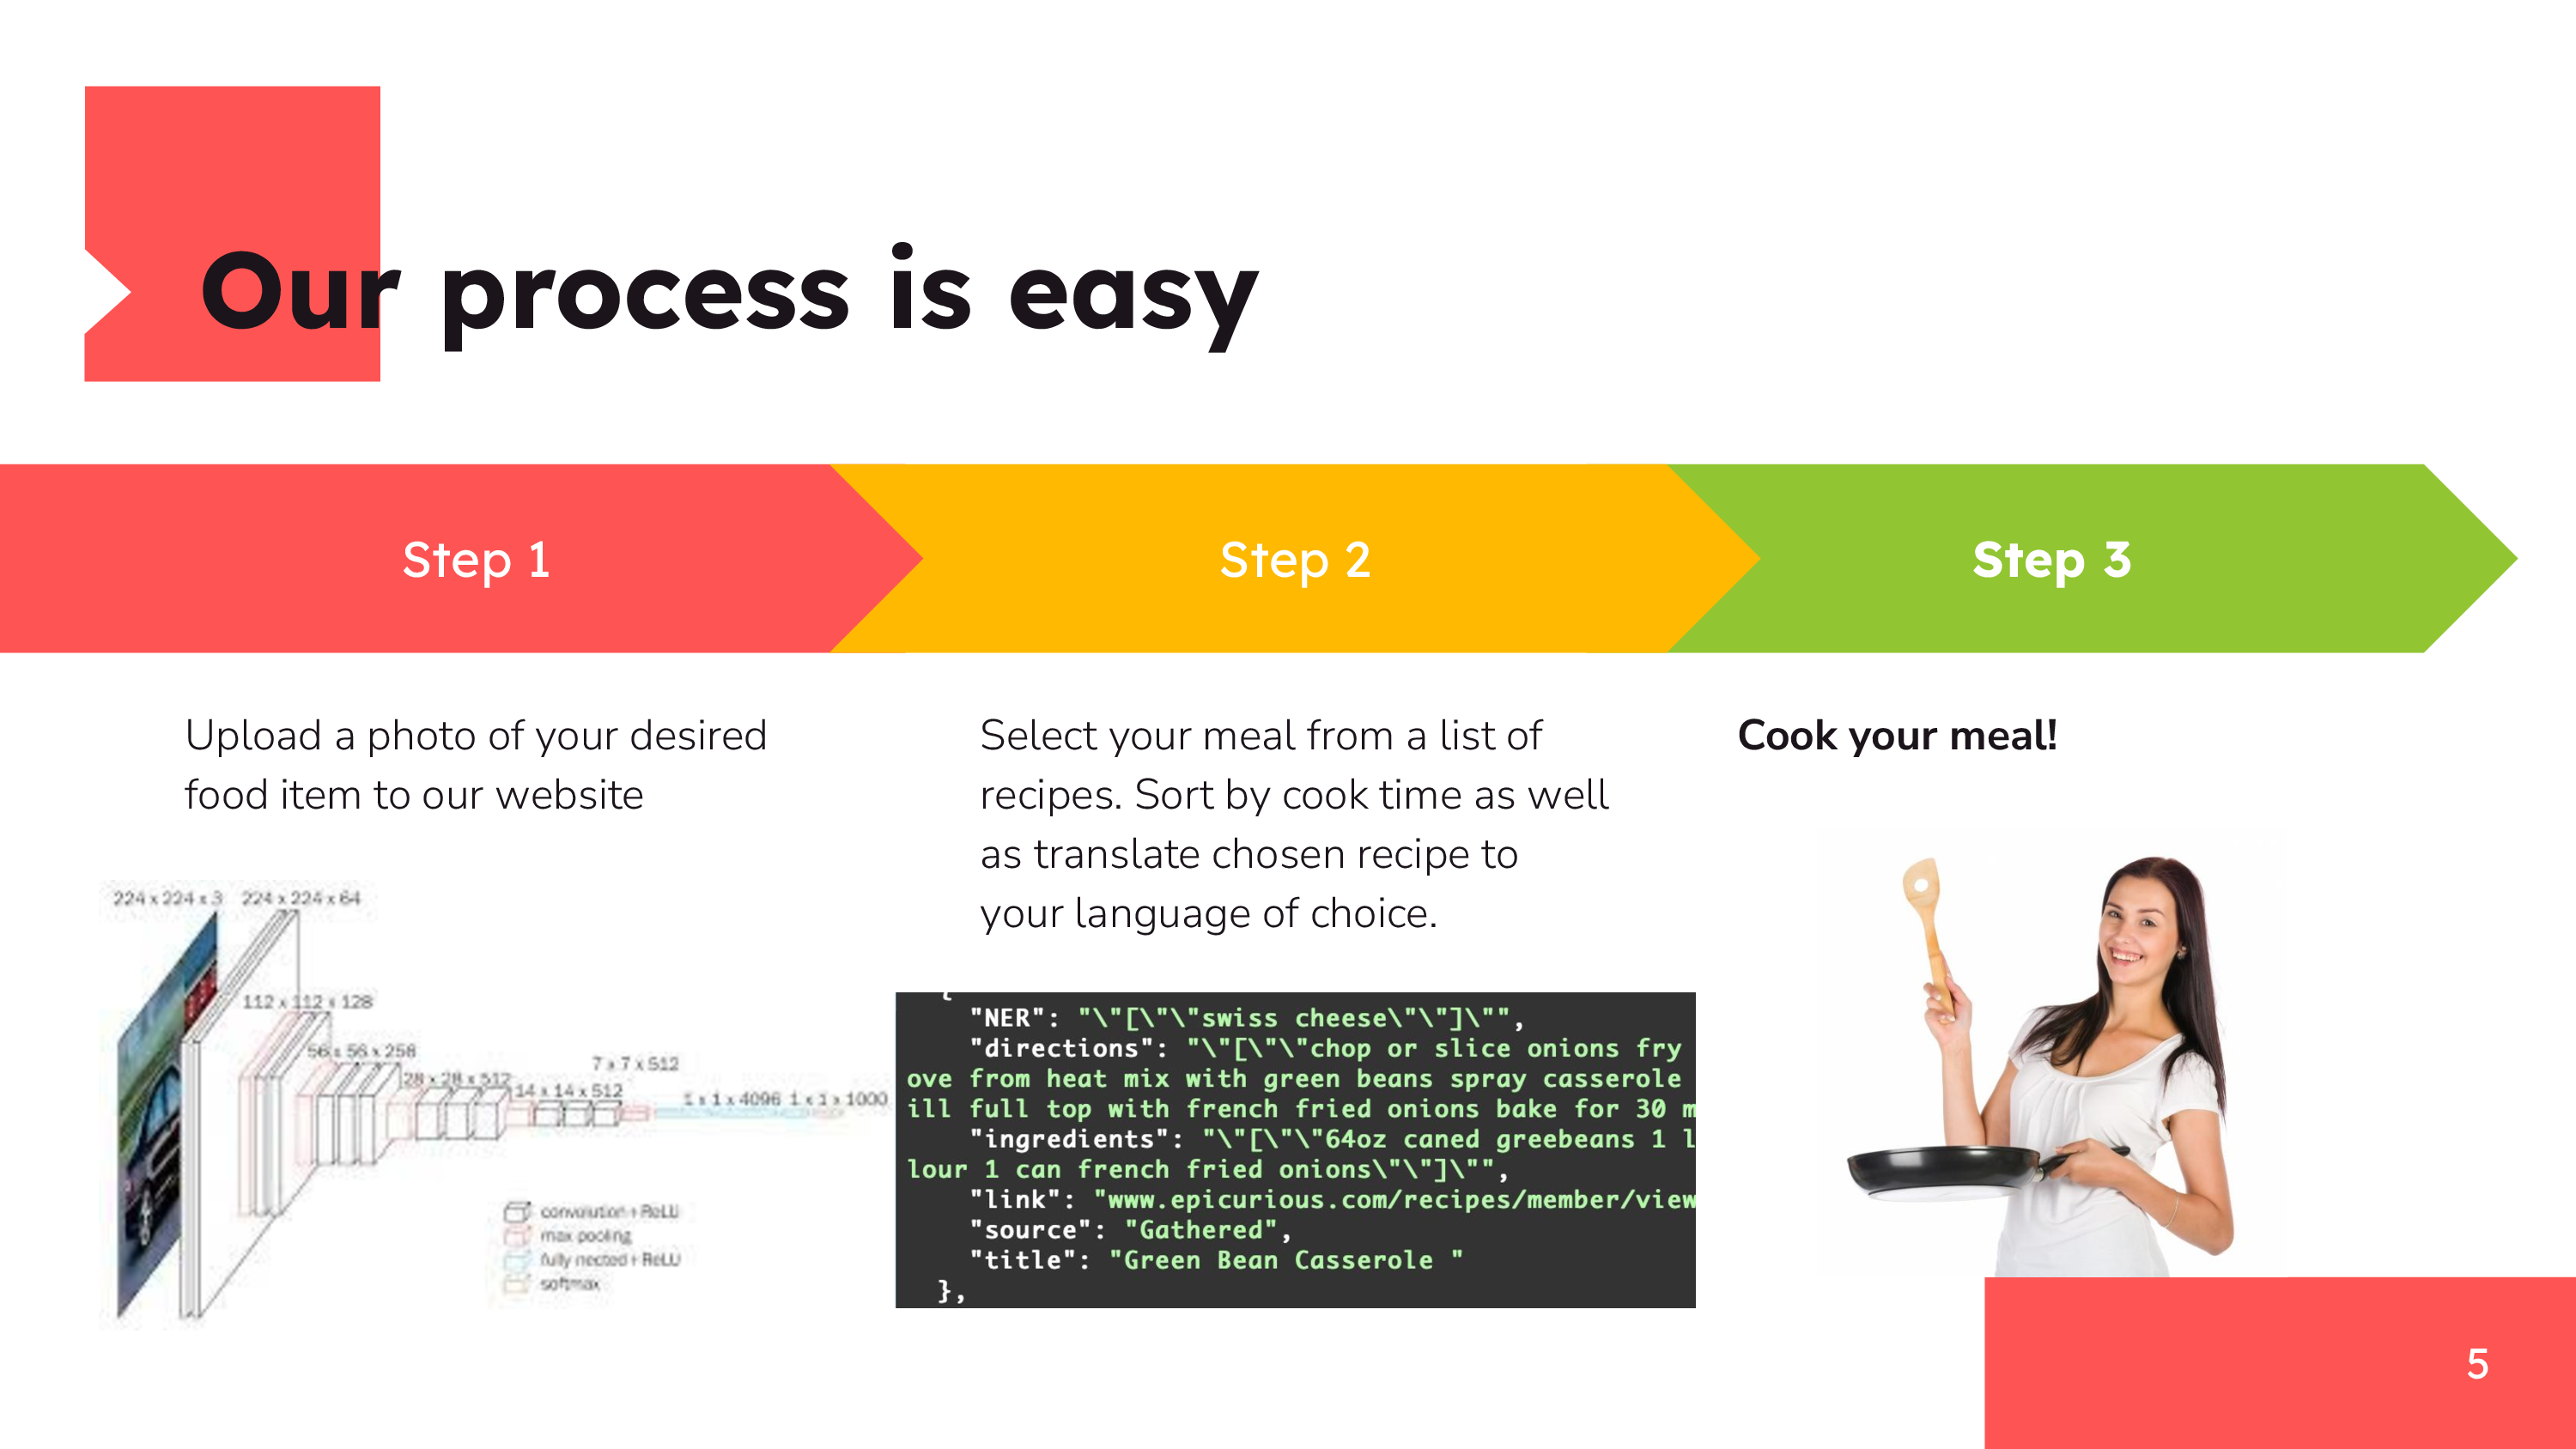 Our process is easy
Step 1
Step 2
Step 3
Upload a photo of your desired
food item to our website
Select your meal from a list of
recipes. Sort by cook time as well
as translate chosen recipe to
your language of choice.
Cook your meal!
224 x 224 x 3
224 x 224 x 64
112 x 112 x 128
56 x 56 x 256
28 x 28 x 512
14 x 14 x 512
7 x 7 x 512
1 x 1 x 4096
1 x 1 x 1000
convolution+ReLU
max pooling
fully nected+ReLU
softmax
"NER": "\"[\"\"swiss cheese\"\"]\"",
"directions": "\"[\"\"chop or slice onions fry
ove from heat mix with green beans spray casserole
ill full top with french fried onions bake for 30 m
"ingredients": "\"[\"\"64oz caned greebeans 1 l
lour 1 can french fried onions\"\"]\"",
"link": "www.epicurious.com/recipes/member/view
"source": "Gathered",
"title": "Green Bean Casserole "
},
5